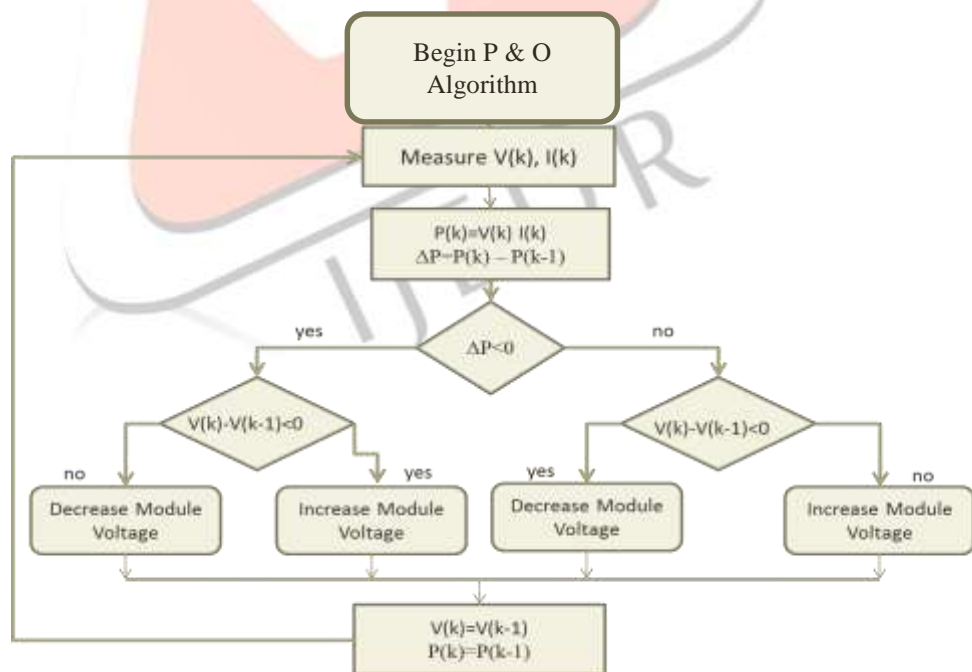 Begin P & O
Algorithm
Measure V(k), I(k)
P(k)=V(k) I(k)
ΔP=P(k) – P(k-1)
yes
ΔP<0
no
V(k)-V(k-1)<0
V(k)-V(k-1)<0
no
yes
yes
no
Decrease Module
Voltage
Increase Module
Voltage
Decrease Module
Voltage
Increase Module
Voltage
V(k)=V(k-1)
P(k)=P(k-1)
IJEDR